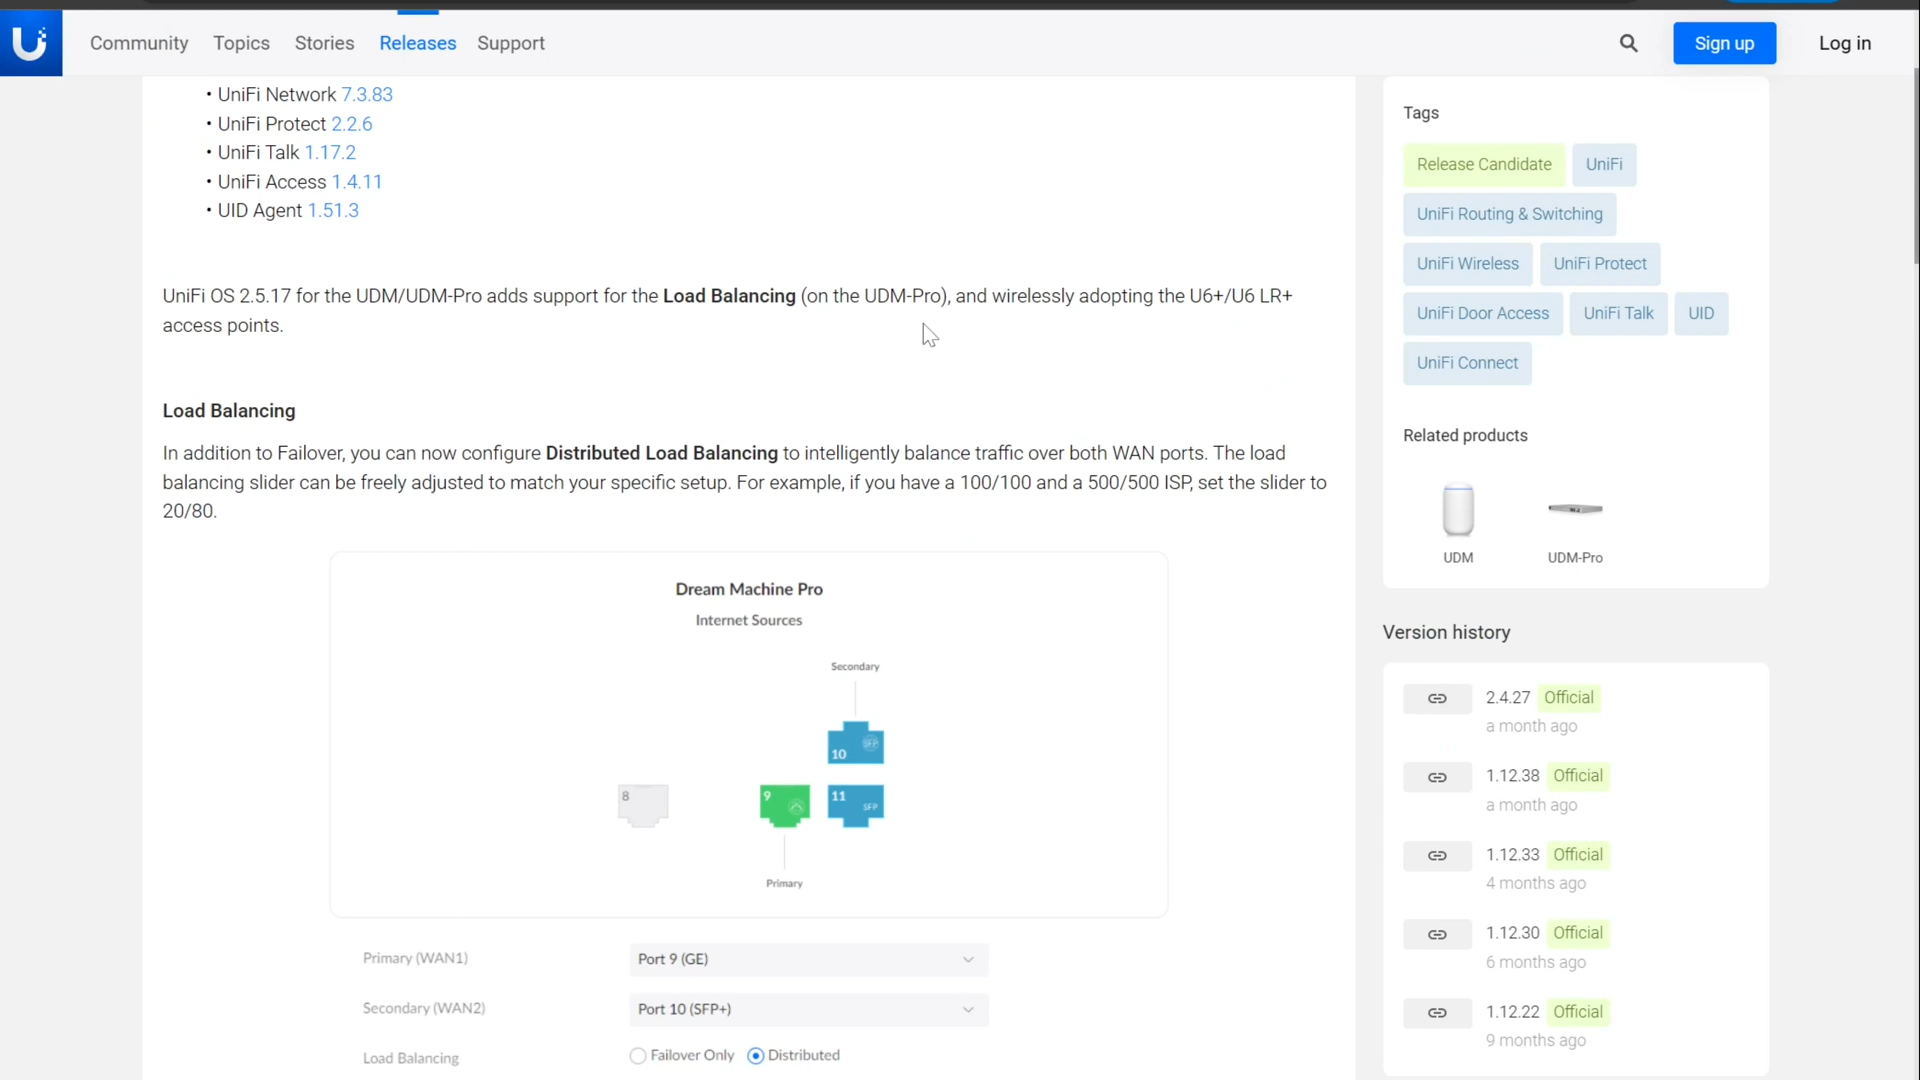 Community Topics Stories Releases Support
Sign up
Log in
• UniFi Network 7.3.83
• UniFi Protect 2.2.6
• UniFi Talk 1.17.2
• UniFi Access 1.4.11
• UID Agent 1.51.3
UniFi OS 2.5.17 for the UDM/UDM-Pro adds support for the Load Balancing (on the UDM-Pro), and wirelessly adopting the U6+/U6 LR+
access points.
Load Balancing
In addition to Failover, you can now configure Distributed Load Balancing to intelligently balance traffic over both WAN ports. The load
balancing slider can be freely adjusted to match your specific setup. For example, if you have a 100/100 and a 500/500 ISP, set the slider to
20/80.
Dream Machine Pro
Internet Sources
Secondary
10 SFP
8
9
11 SFP
Primary
Primary (WAN1) Port 9 (GE)
Secondary (WAN2) Port 10 (SFP+)
Load Balancing Failover Only Distributed
Tags
Release Candidate UniFi
UniFi Routing & Switching
UniFi Wireless UniFi Protect
UniFi Door Access UniFi Talk UID
UniFi Connect
Related products
UDM UDM-Pro
Version history
2.4.27 Official
a month ago
1.12.38 Official
a month ago
1.12.33 Official
4 months ago
1.12.30 Official
6 months ago
1.12.22 Official
9 months ago